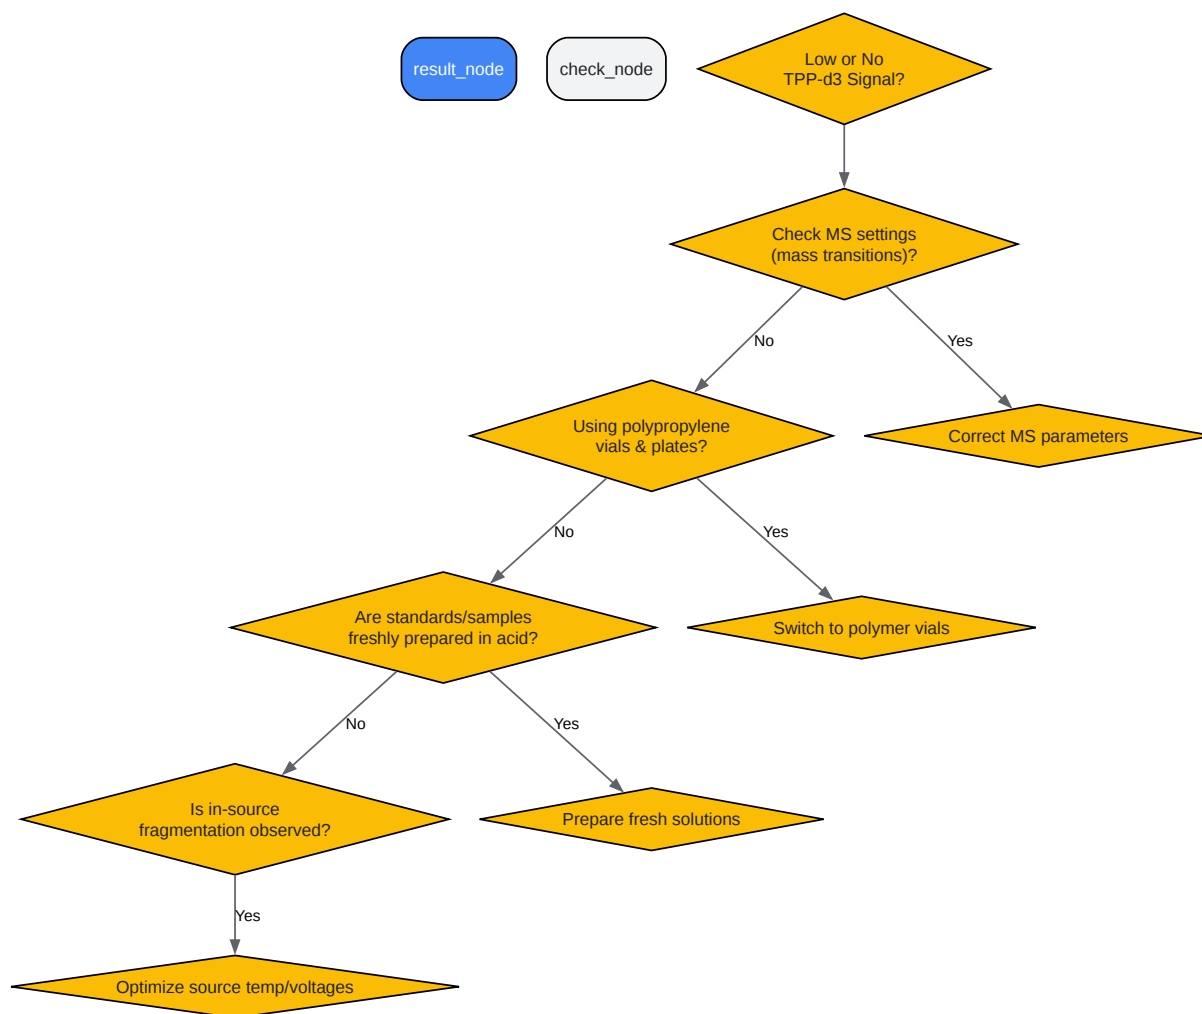 result_node
check_node
Low or No
TPP-d3 Signal?
Check MS settings
(mass transitions)?
No
Yes
Using polypropylene
vials & plates?
Correct MS parameters
No
Yes
Are standards/samples
freshly prepared in acid?
Switch to polymer vials
No
Yes
Is in-source
fragmentation observed?
Prepare fresh solutions
Yes
Optimize source temp/voltages